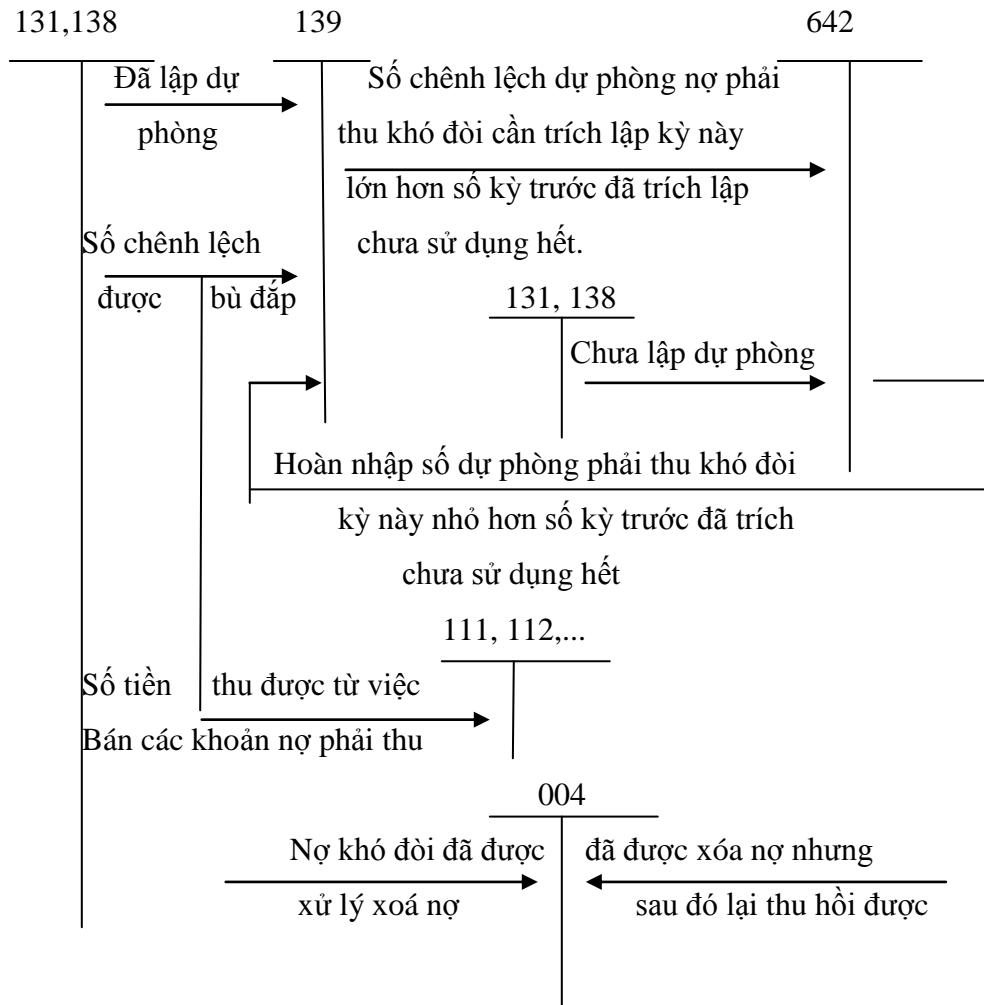 131,138 139 642
Đã lập dự Số chênh lệch dự phòng nợ phải
phòng thu khó đòi cần trích lập kỳ này
lớn hơn số kỳ trước đã trích lập
Số chênh lệch chưa sử dụng hết.
được bù đắp 131, 138
Chưa lập dự phòng
Hoàn nhập số dự phòng phải thu khó đòi
kỳ này nhỏ hơn số kỳ trước đã trích
chưa sử dụng hết
111, 112,...
Số tiền thu được từ việc
Bán các khoản nợ phải thu
004
Nợ khó đòi đã được đã được xóa nợ nhưng
xử lý xoá nợ sau đó lại thu hồi được